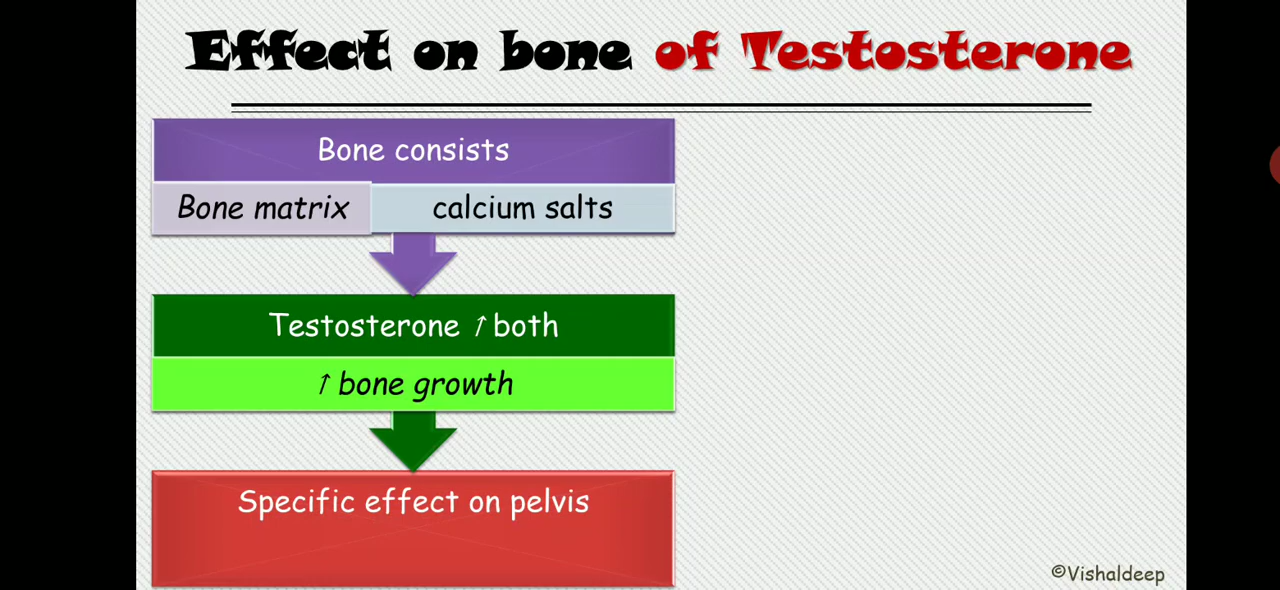 Effect on bone of Testosterone
Bone consists
Bone matrix calcium salts
Testosterone ↑ both
↑ bone growth
Specific effect on pelvis
©Vishaldeep